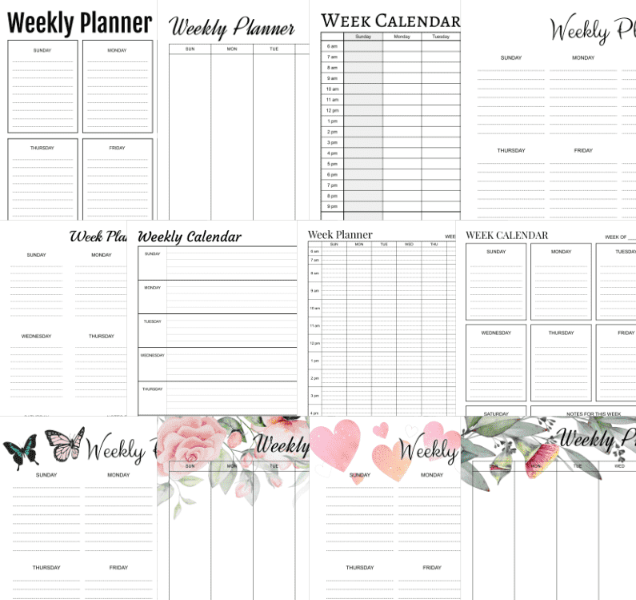 Weekly Planner
SUNDAY MONDAY
THURSDAY FRIDAY
Weekly Planner
SUN MON TUE
WEEK CALENDAR
Sunday Monday Tuesday
6 am
7 am
8 am
9 am
10 am
11 am
12 pm
1 pm
2 pm
3 pm
4 pm
5 pm
6 pm
7 pm
8 pm
9 pm
Weekly Pl
SUNDAY MONDAY
THURSDAY FRIDAY
Week Pla
SUNDAY MONDAY
WEDNESDAY THURSDAY
Weekly Calendar
SUNDAY
MONDAY
TUESDAY
WEDNESDAY
THURSDAY
Week Planner WEE
SUN MON TUE WED THU
6 am
7 am
8 am
9 am
10 am
11 am
12 pm
1 pm
2 pm
3 pm
4 pm
WEEK CALENDAR WEEK OF
SUNDAY MONDAY TUESDA
WEDNESDAY THURSDAY FRIDA
SATURDAY NOTES FOR THIS WEEK
Weekly
SUNDAY MONDAY
THURSDAY FRIDAY
Weekly
SUN MON TUE
Weekly
SUNDAY MONDAY
THURSDAY FRIDAY
Weekly Pl
SUN MON TUE WED